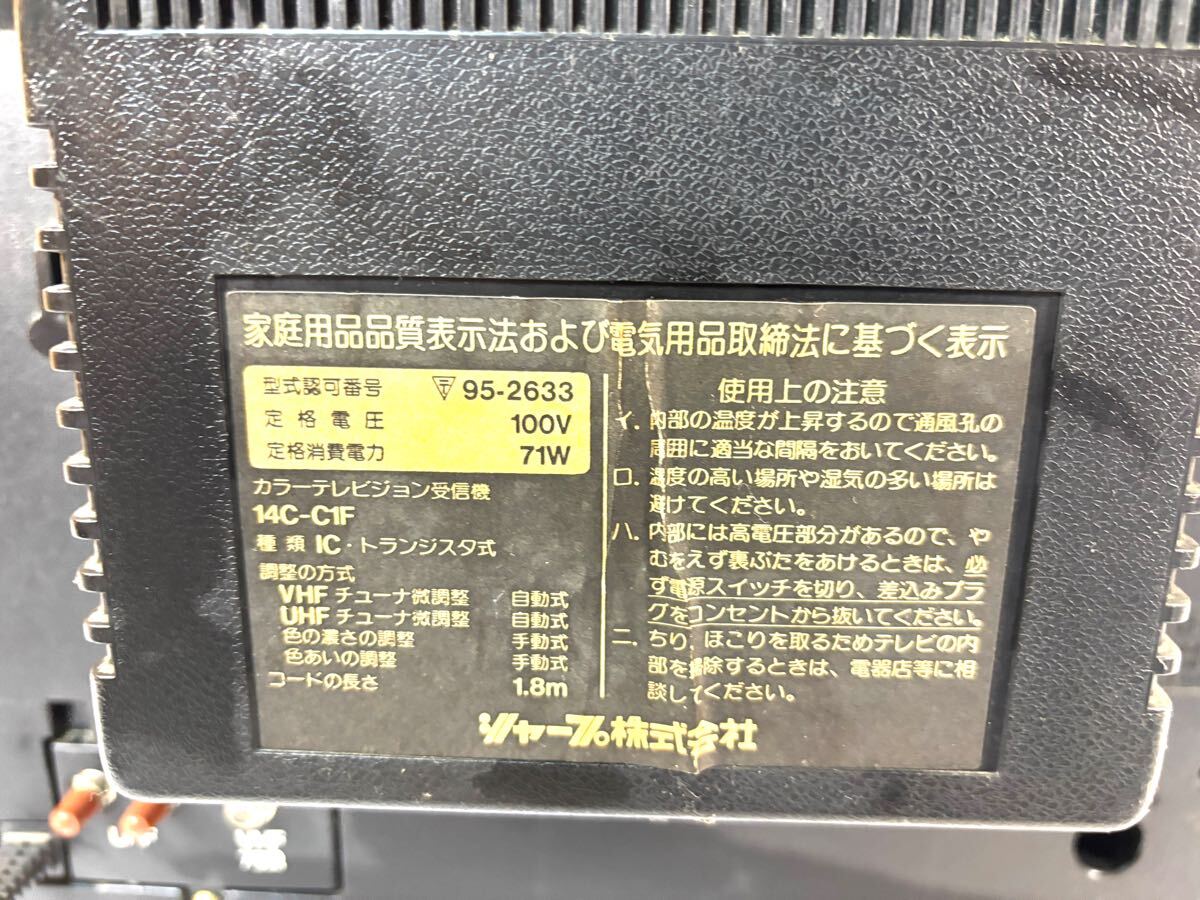 家庭用品品質表示法および電気用品取締法に基づく表示
型式認可番号 95-2633
定格電圧 100V
定格消費電力 71W
カラーテレビジョン受信機
14C-C1F
種類 IC・トランジスタ式
調整の方式
VHF チューナ微調整 自動式
UHF チューナ微調整 自動式
色の濃さの調整 手動式
色あいの調整 手動式
コードの長さ 1.8m
使用上の注意
イ. 内部の温度が上昇するので通風孔の
周囲に適当な間隔をおいてください。
ロ. 温度の高い場所や湿気の多い場所は
避けてください。
ハ. 内部には高電圧部分があるので、や
むをえず裏ぶたをあけるときは、必
ず電源スイッチを切り、差込みプラ
グをコンセントから抜いてください。
ニ. ちり、ほこりを取るためテレビの内
部を掃除するときは、電器店等に相
談してください。
シャープ株式会社
UHF